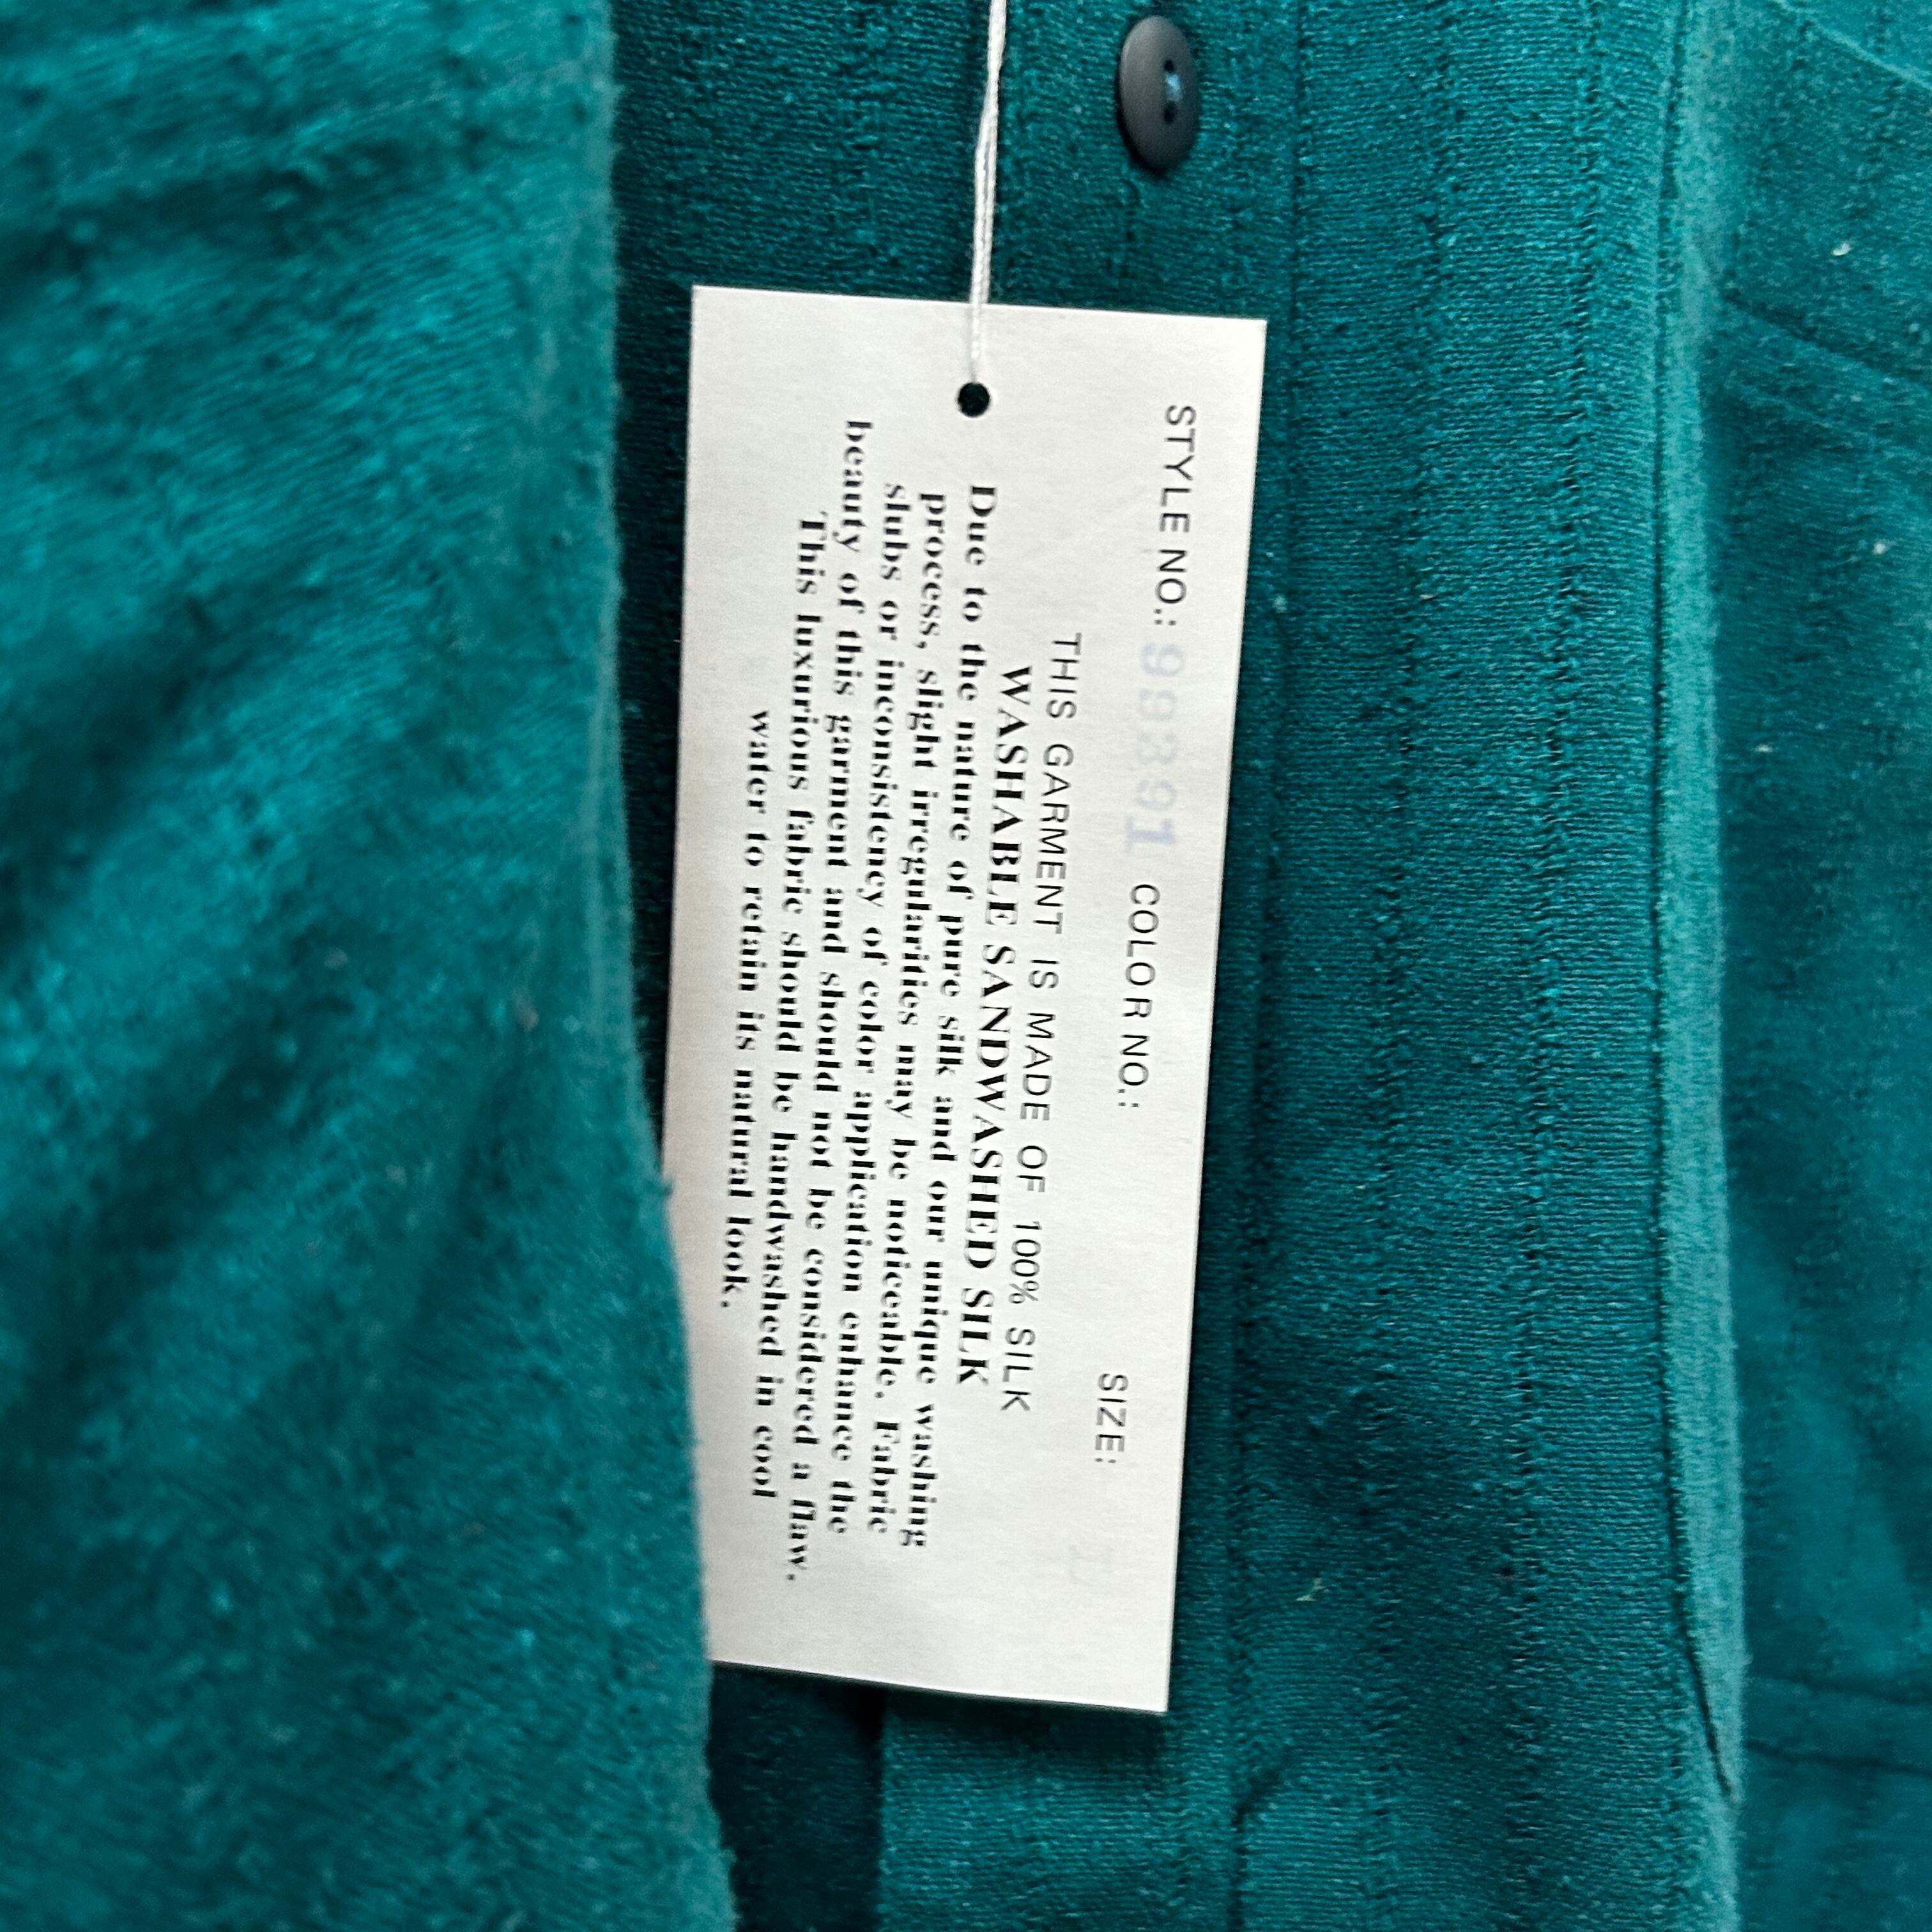 STYLE NO.: 99391 COLOR NO.: SIZE:
THIS GARMENT IS MADE OF 100% SILK
WASHABLE SANDWASHED SILK
Due to the nature of pure silk and our unique washing
process, slight irregularities may be noticeable. Fabric
slubs or inconsistency of color application enhance the
beauty of this garment and should not be considered a flaw.
This luxurious fabric should be handwashed in cool
water to retain its natural look.